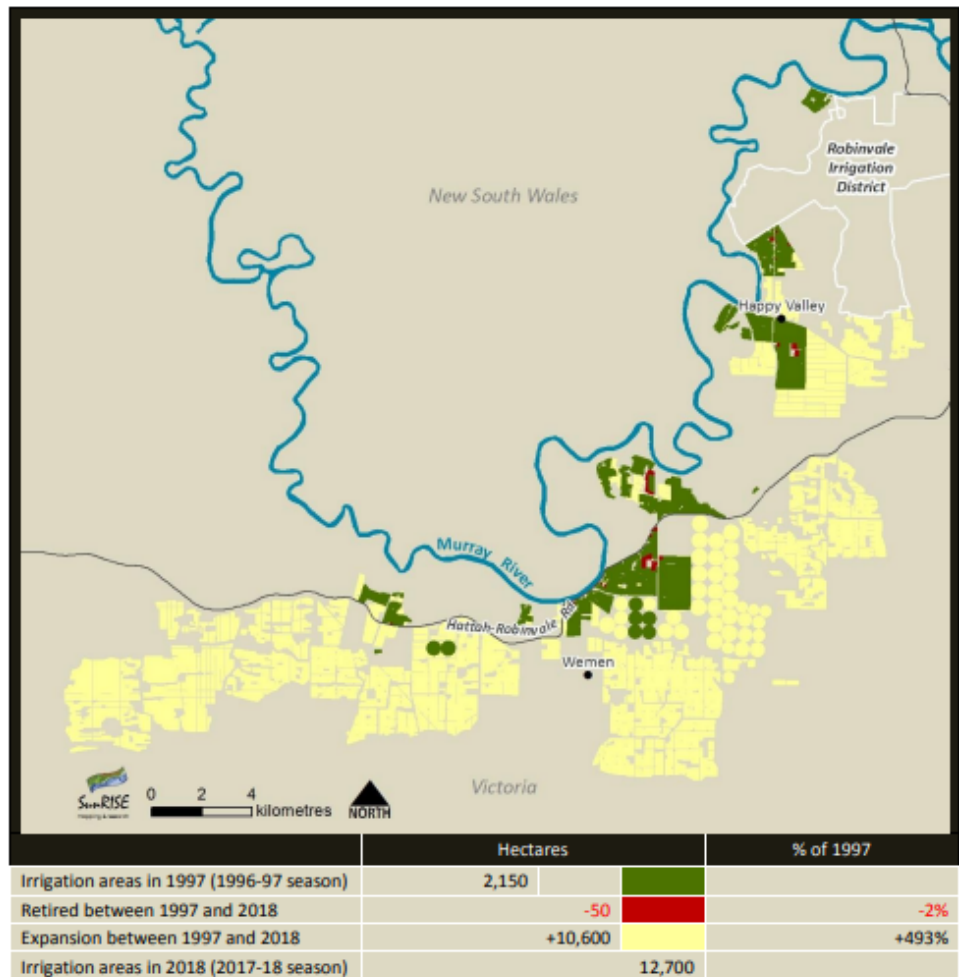 Robinvale
Irrigation
District
New South Wales
Happy Valley
Murray River
Hattah-Robinvale Rd
Wemen
Victoria
SunRISE
0 2 4
kilometres
NORTH
Hectares % of 1997
Irrigation areas in 1997 (1996-97 season) 2,150
Retired between 1997 and 2018 -50 -2%
Expansion between 1997 and 2018 +10,600 +493%
Irrigation areas in 2018 (2017-18 season) 12,700